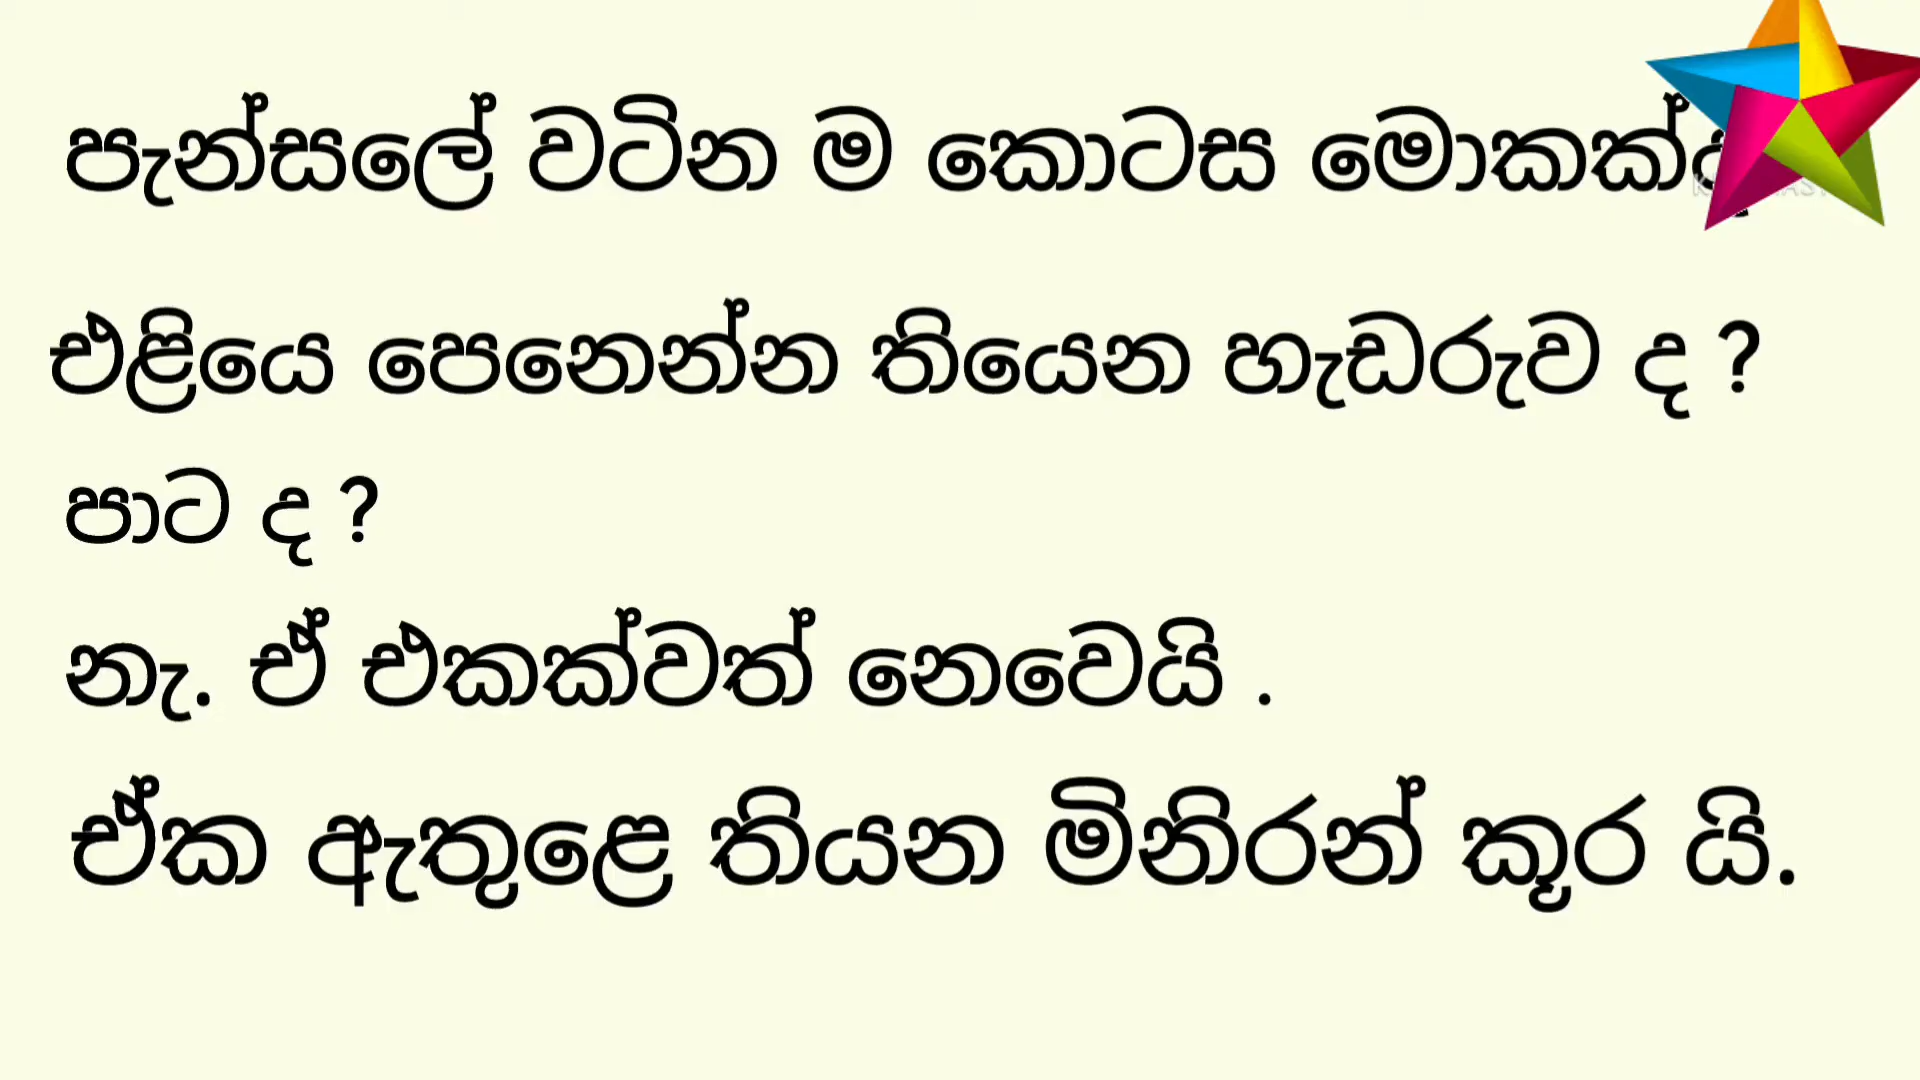 පැන්සලේ වටින ම කොටස මොකක්ද
එළියෙ පෙනෙන්න තියෙන හැඩරුව ද ?
පාට ද ?
නැ. ඒ එකක්වත් නෙවෙයි .
ඒක ඇතුළෙ තියන මිනිරන් කූර යි.